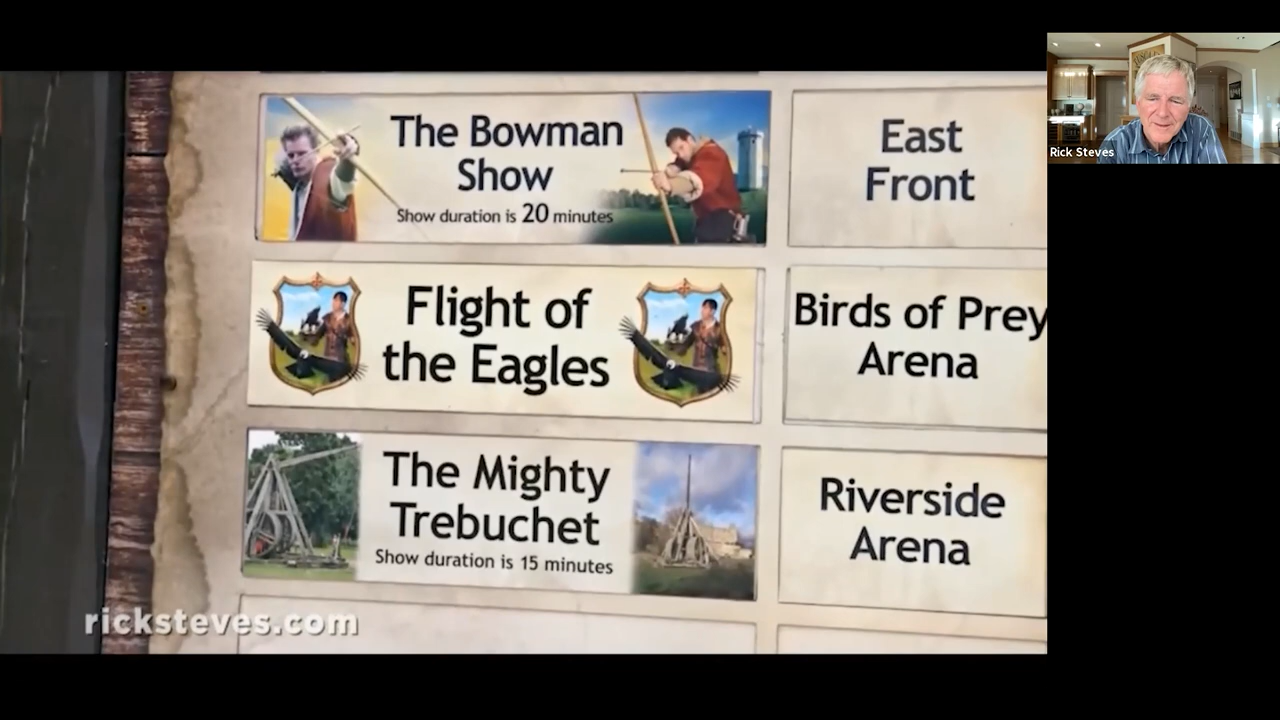 The Bowman
Show
Show duration is 20 minutes
East
Front
Flight of
the Eagles
Birds of Prey
Arena
The Mighty
Trebuchet
Show duration is 15 minutes
Riverside
Arena
ricksteves.com
Rick Steves